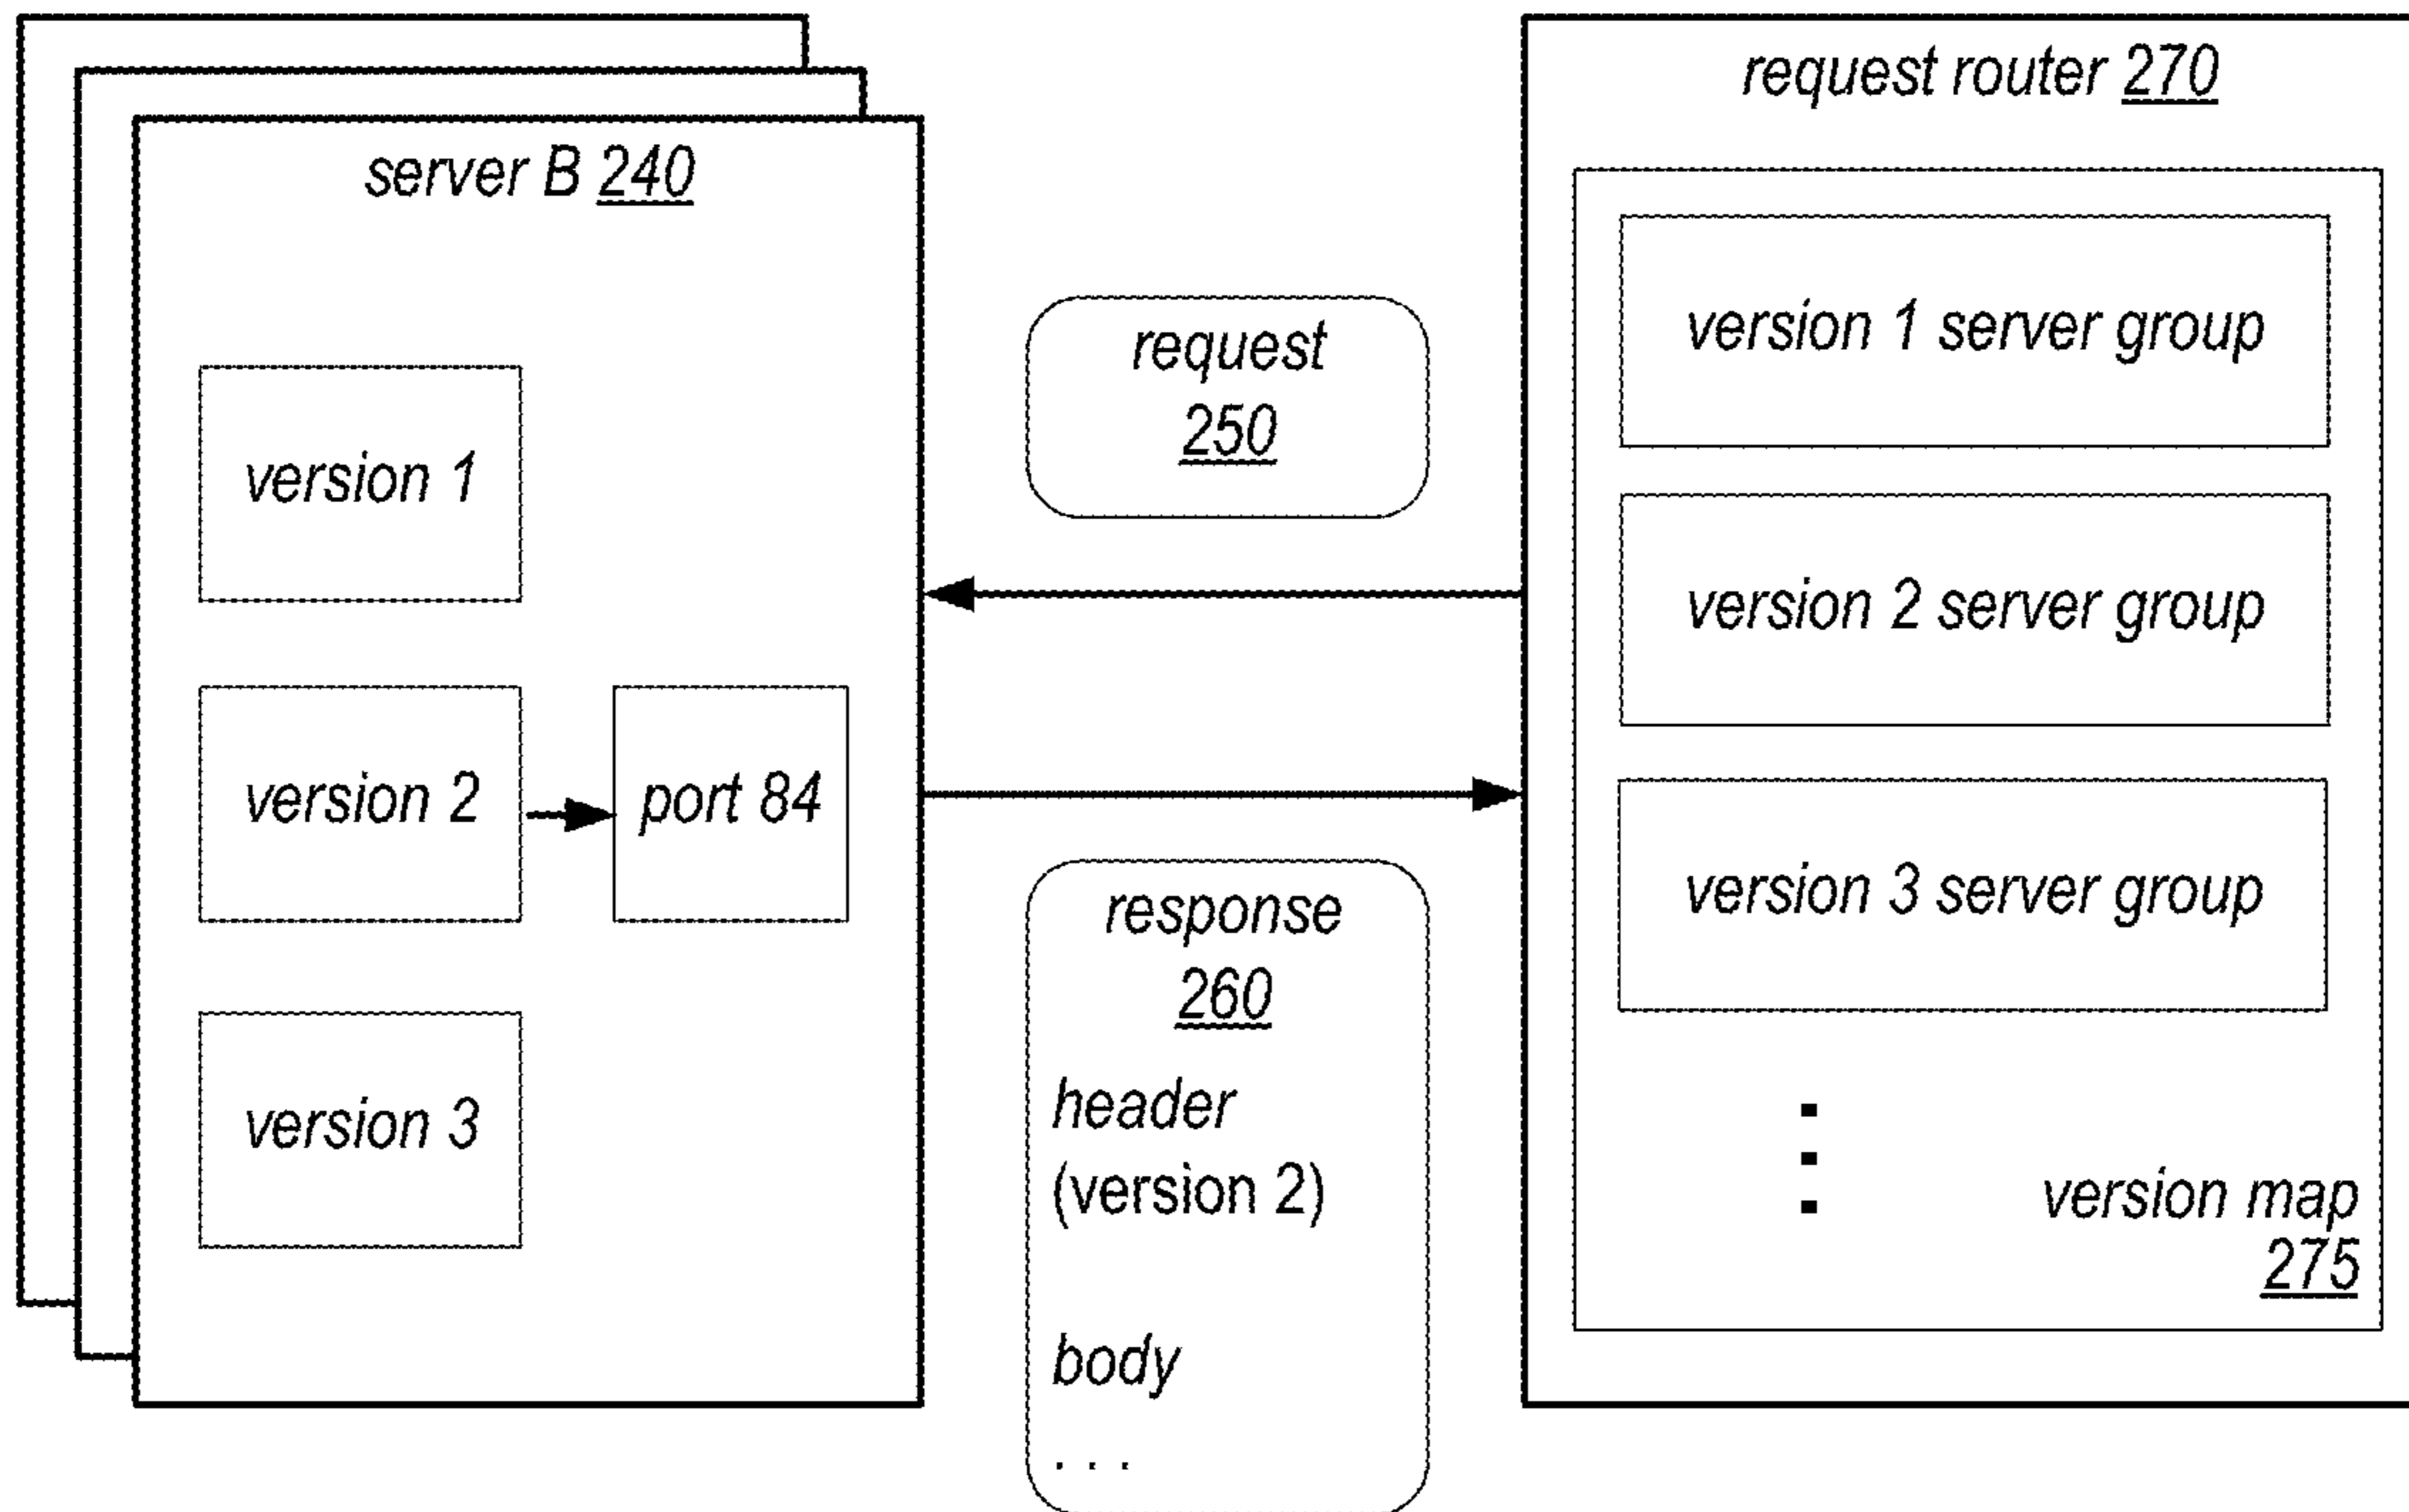 server B 240
version 1
version 2
port 84
version 3
request
250
response
260
header
(version 2)
body
. . .
request router 270
version 1 server group
version 2 server group
version 3 server group
version map
275